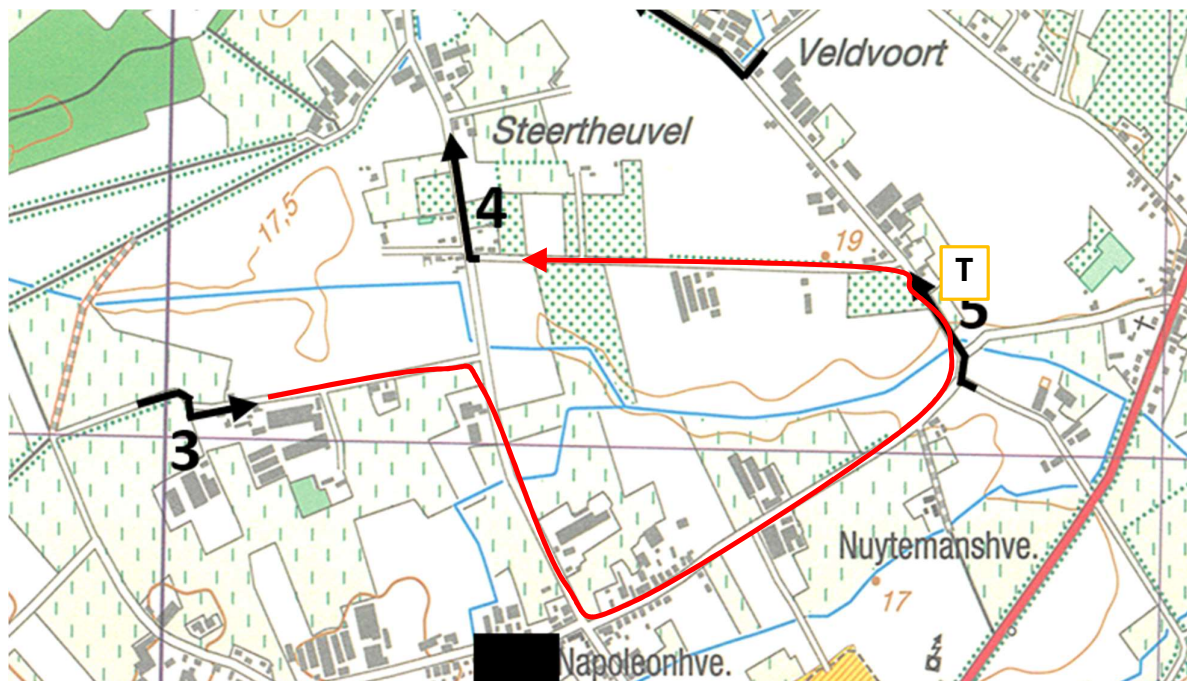 Veldvoort
Steertheuvel
17,5
4
19
T
5
3
Nuytemanshve.
17
Napoleonhve.